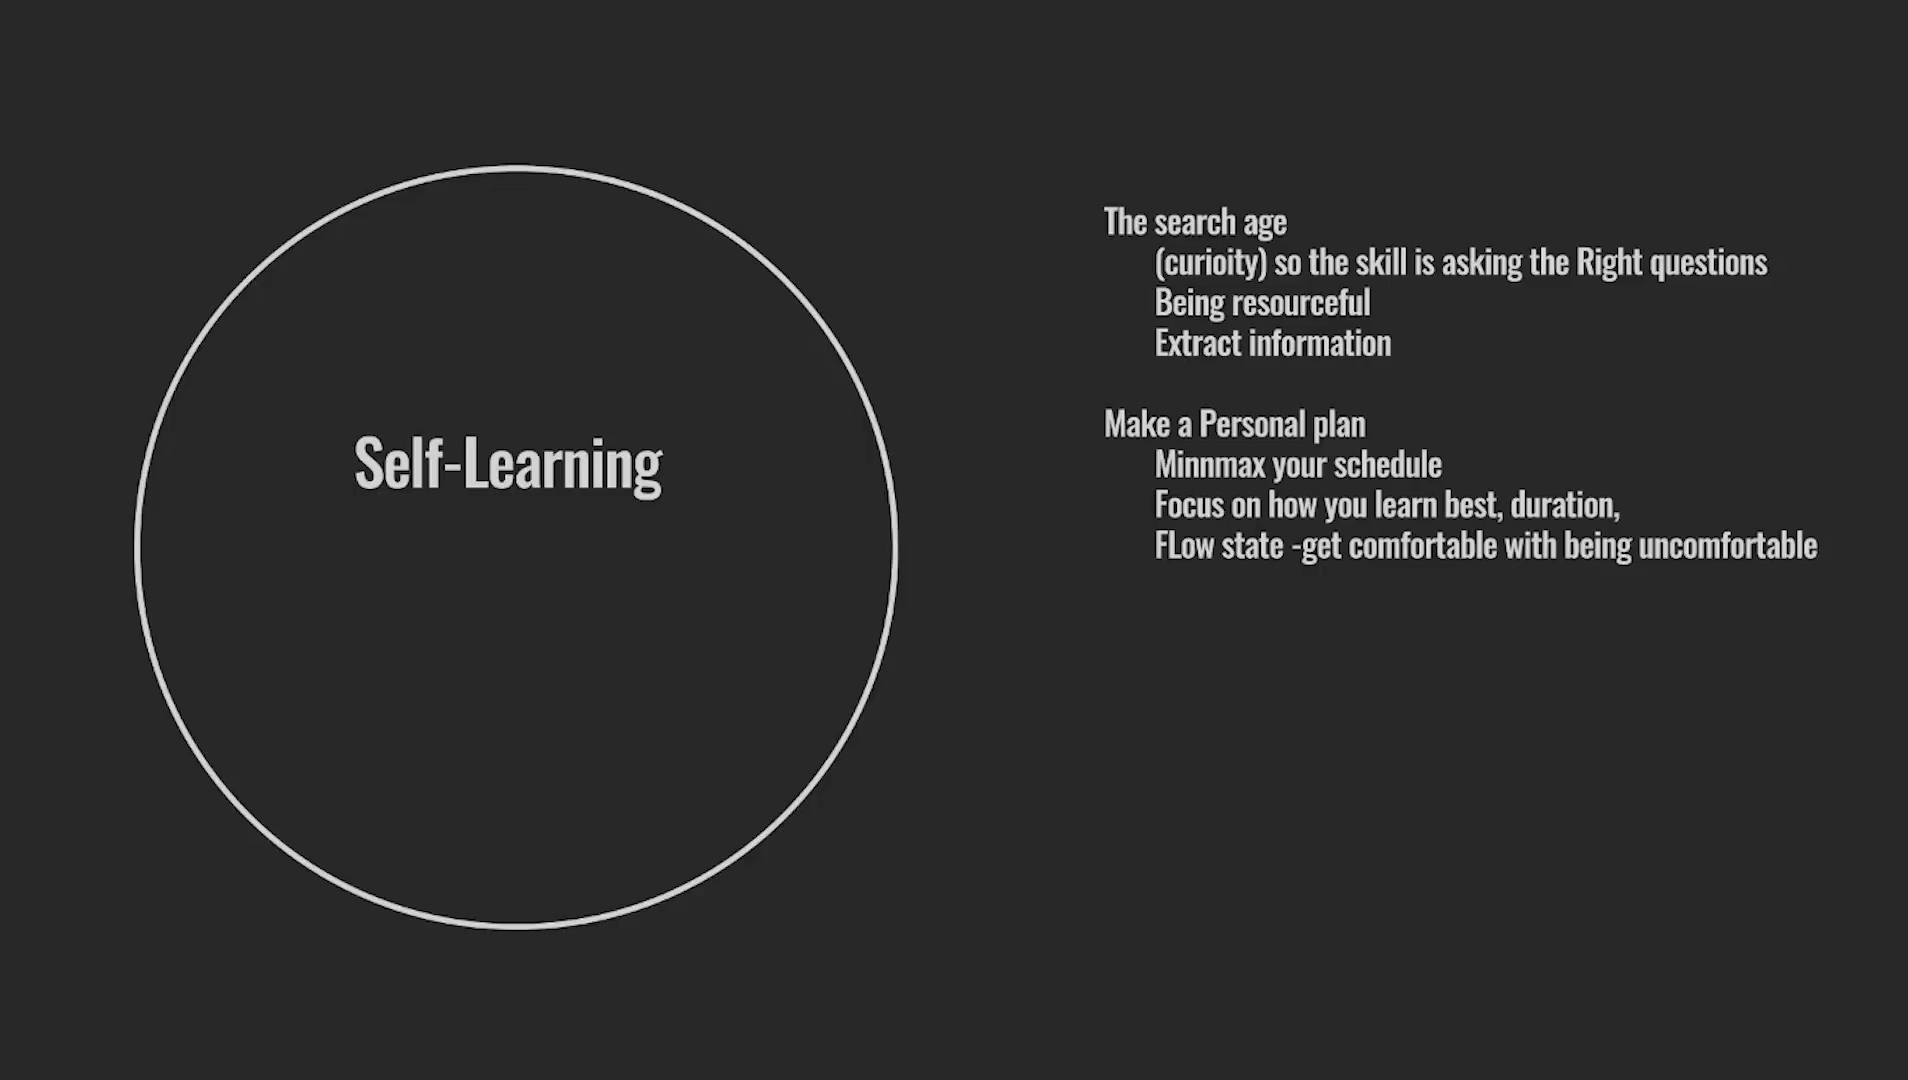 Self-Learning
The search age
(curioity) so the skill is asking the Right questions
Being resourceful
Extract information
Make a Personal plan
Minnmax your schedule
Focus on how you learn best, duration,
FLow state -get comfortable with being uncomfortable